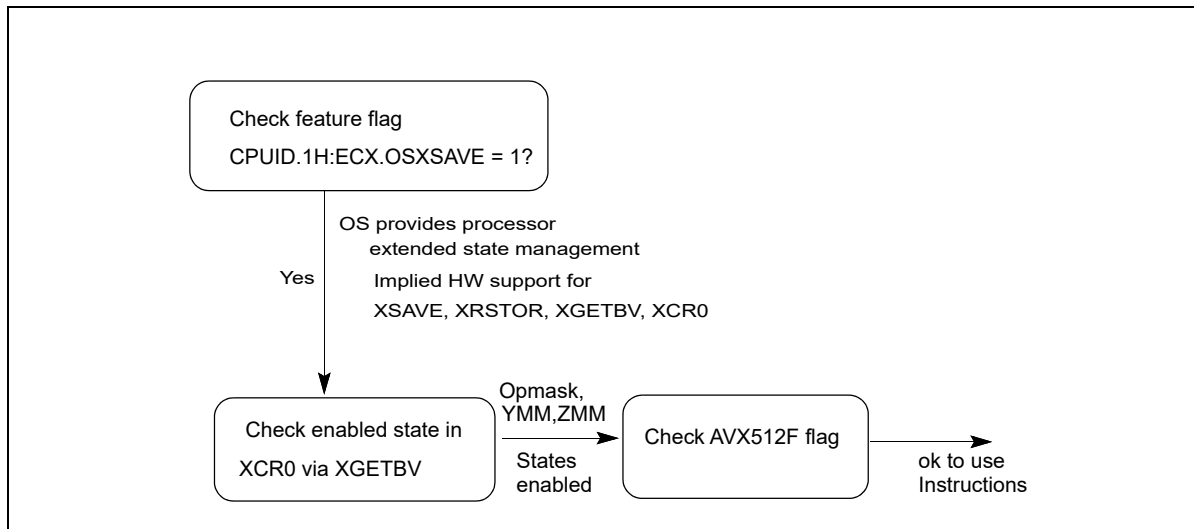 Check feature flag
CPUID.1H:ECX.OSXSAVE = 1?
OS provides processor
extended state management
Yes
Implied HW support for
XSAVE, XRSTOR, XGETBV, XCR0
Check enabled state in
XCR0 via XGETBV
Opmask,
YMM,ZMM
States
enabled
Check AVX512F flag
ok to use
Instructions